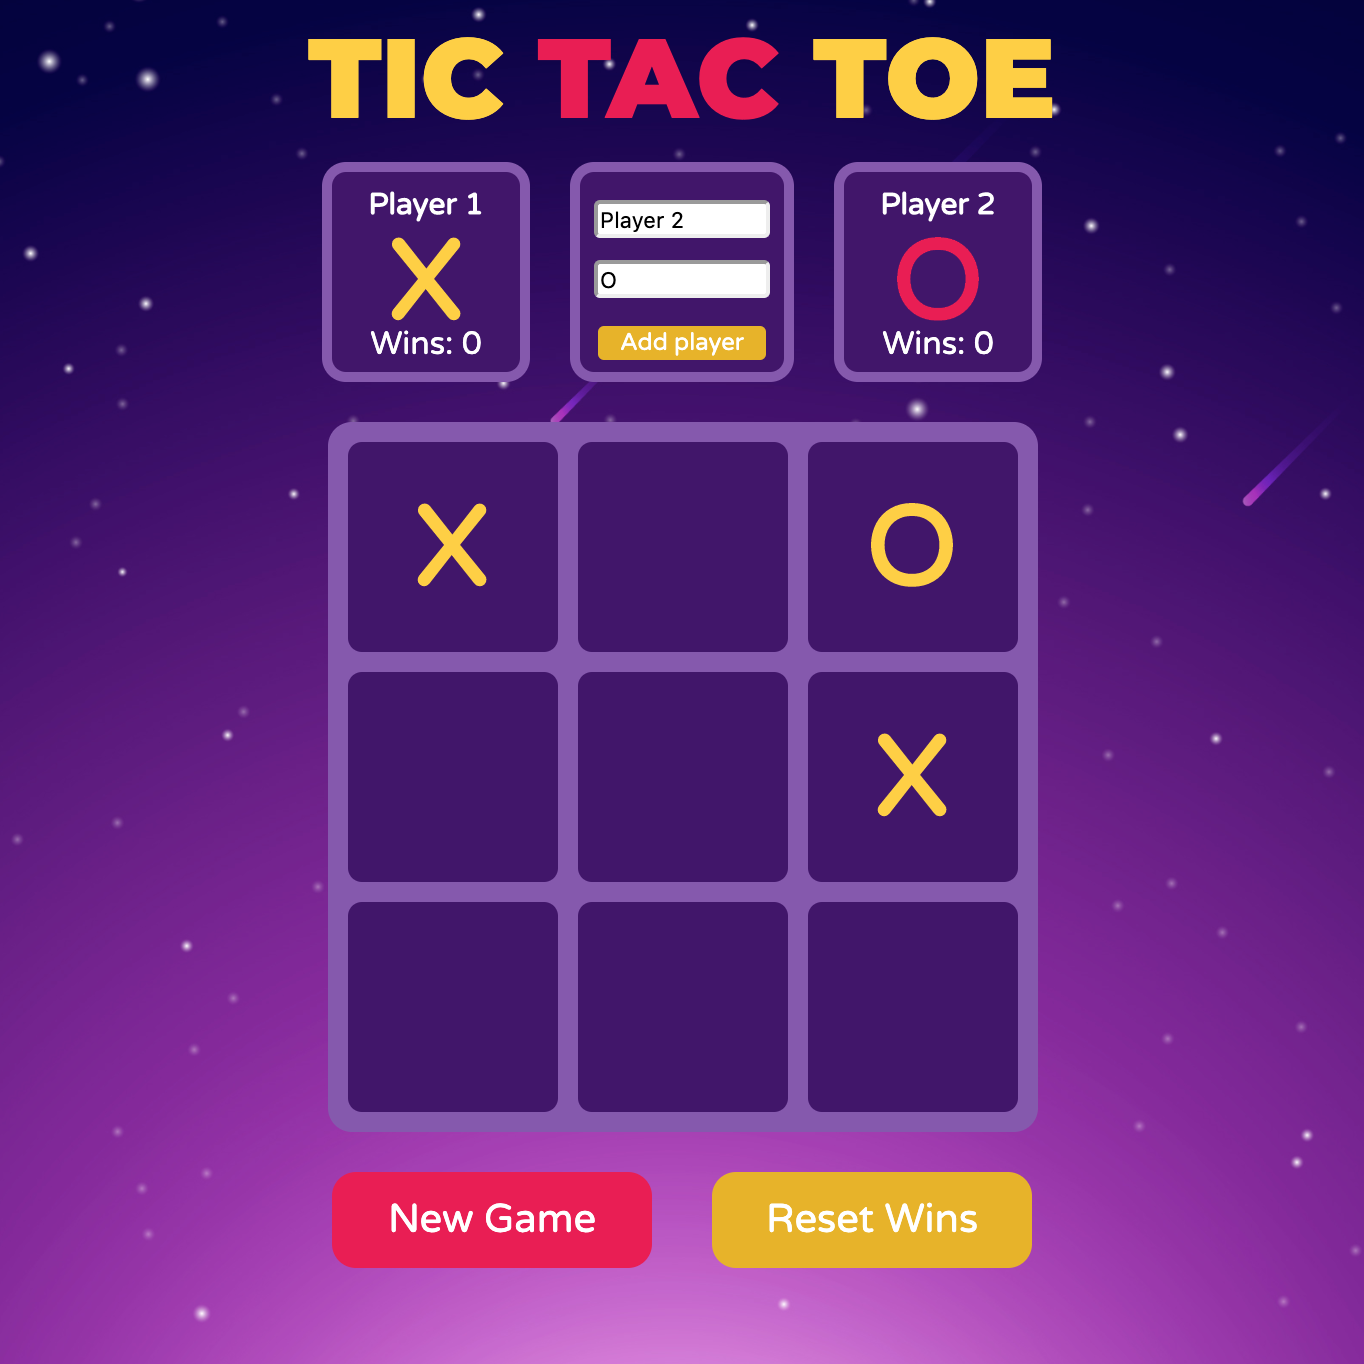 TIC TAC TOE
Player 1
X
Wins: 0
Player 2
O
Add player
Player 2
O
Wins: 0
X
O
X
New Game
Reset Wins